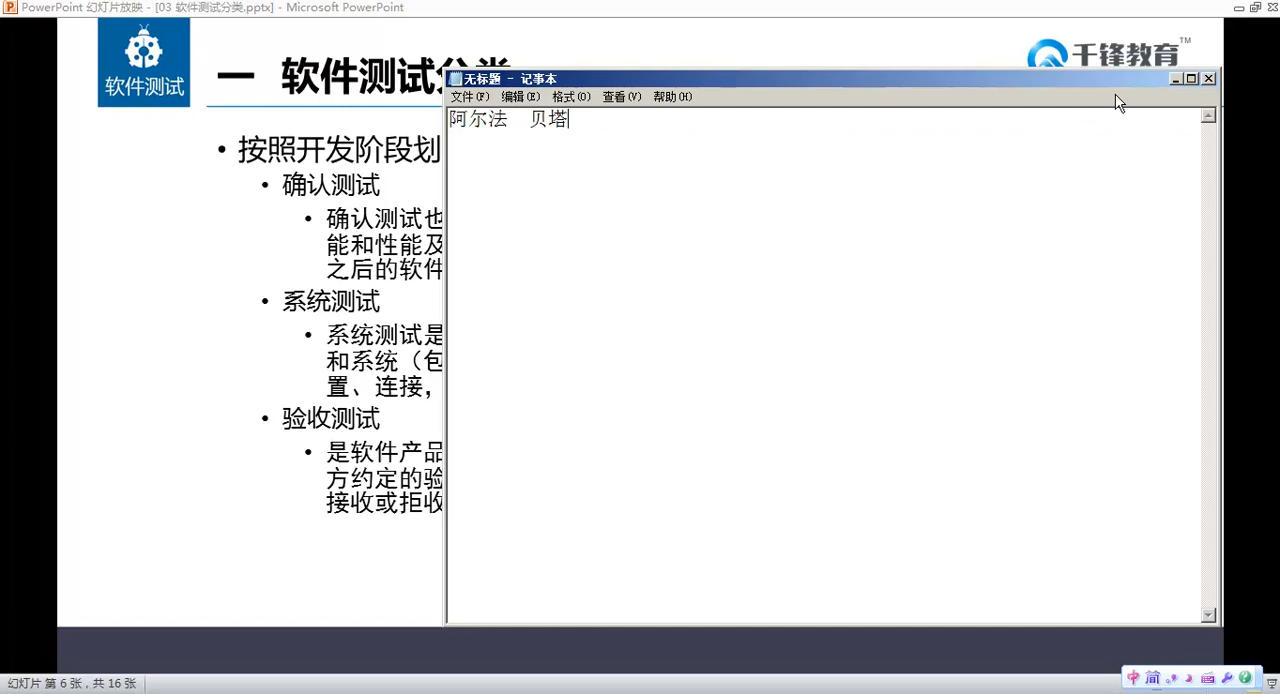 PowerPoint 幻灯片放映 - [03 软件测试分类.pptx] - Microsoft PowerPoint
软件测试
一 软件测试分类
千锋教育™
无标题 - 记事本
文件(F) 编辑(E) 格式(O) 查看(V) 帮助(H)
阿尔法 贝塔
• 按照开发阶段划
• 确认测试
• 确认测试也
能和性能及
之后的软件
• 系统测试
• 系统测试是
和系统（包
置、连接，
• 验收测试
• 是软件产品
方约定的验
接收或拒收
中 简
幻灯片 第 6 张，共 16 张